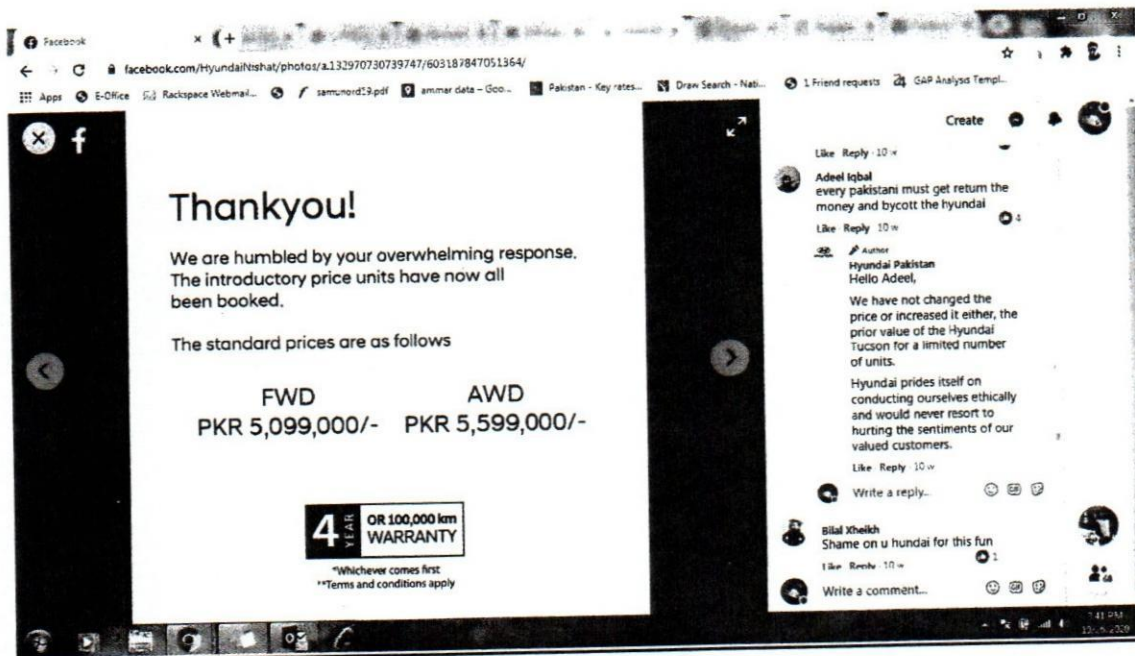 Facebook
facebook.com/HyundaiNishat/photos/a.132970730739747/603187847051364/
Apps
E-Office
Rackspace Webmail...
ammar data – Goo...
Pakistan - Key rates...
Draw Search - Nati...
1 Friend requests
GAP Analysis Templ...
Create
Thankyou!
We are humbled by your overwhelming response.
The introductory price units have now all
been booked.
The standard prices are as follows
FWD
PKR 5,099,000/-
AWD
PKR 5,599,000/-
4 YEAR
OR 100,000 km
WARRANTY
*Whichever comes first
**Terms and conditions apply
Like Reply · 10 w
Adeel Iqbal
every pakistani must get return the
money and bycott the hyundai
4
Like Reply 10 w
Author
Hyundai Pakistan
Hello Adeel,
We have not changed the
price or increased it either, the
prior value of the Hyundai
Tucson for a limited number
of units.
Hyundai prides itself on
conducting ourselves ethically
and would never resort to
hurting the sentiments of our
valued customers.
Like Reply · 10 w
Write a reply...
Bilal Xheikh
Shame on u hundai for this fun
1
Like Reply · 10 w
Write a comment...